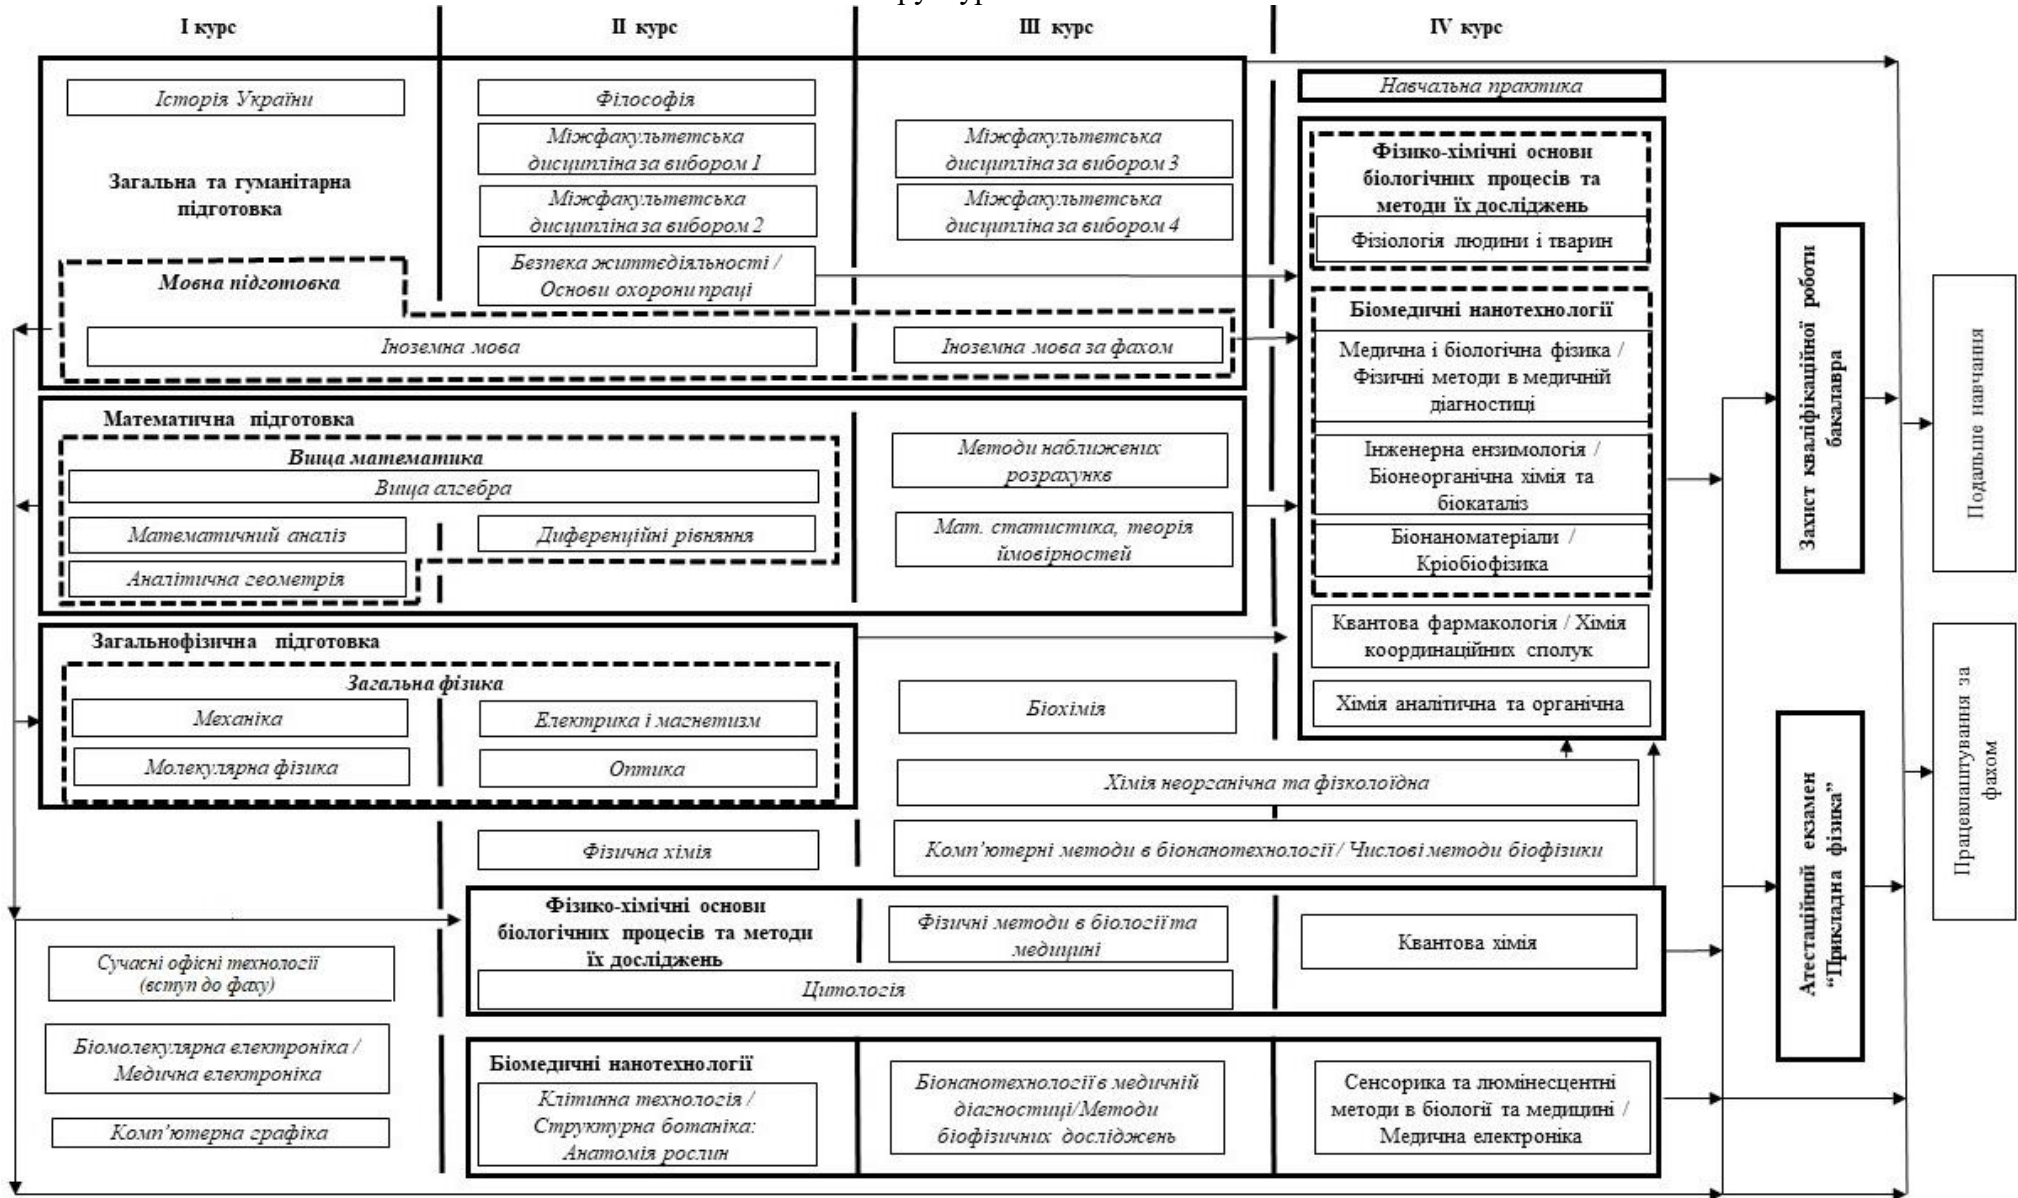 I курс
II курс
III курс
IV курс
Історія України
Загальна та гуманітарна
підготовка
Мовна підготовка
Філософія
Міжфакультетська
дисципліна за вибором 1
Міжфакультетська
дисципліна за вибором 2
Безпека життєдіяльності /
Основи охорони праці
Міжфакультетська
дисципліна за вибором 3
Міжфакультетська
дисципліна за вибором 4
Іноземна мова
Іноземна мова за фахом
Математична підготовка
Вища математика
Вища алгебра
Математичний аналіз
Диференційні рівняння
Аналітична геометрія
Методи наближених
розрахункв
Мат. статистика, теорія
ймовірностей
Загальнофізична підготовка
Загальна фізика
Механіка
Електрика і магнетизм
Молекулярна фізика
Оптика
Біохімія
Хімія неорганічна та фізколоїдна
Фізична хімія
Комп’ютерні методи в біонанотехнології / Числові методи біофізики
Навчальна практика
Фізико-хімічні основи
біологічних процесів та
методи їх досліджень
Фізіологія людини і тварин
Біомедичні нанотехнології
Медична і біологічна фізика /
Фізичні методи в медичній
діагностиці
Інженерна ензимологія /
Біонеорганічна хімія та
біокаталіз
Біонаноматеріали /
Кріобіофізика
Квантова фармакологія / Хімія
координаційних сполук
Хімія аналітична та органічна
Фізико-хімічні основи
біологічних процесів та методи
їх досліджень
Фізичні методи в біології та
медицині
Квантова хімія
Цитологія
Сучасні офісні технології
(вступ до фаху)
Біомолекулярна електроніка /
Медична електроніка
Комп’ютерна графіка
Біомедичні нанотехнології
Клітинна технологія /
Структурна ботаніка:
Анатомія рослин
Біонанотехнології в медичній
діагностиці/Методи
біофізичних досліджень
Сенсорика та люмінесцентні
методи в біології та медицині /
Медична електроніка
Захист кваліфікаційної роботи
бакалавра
Атестаційний екзамен
“Прикладна фізика”
Подальше навчання
Працевлаштування за
фахом